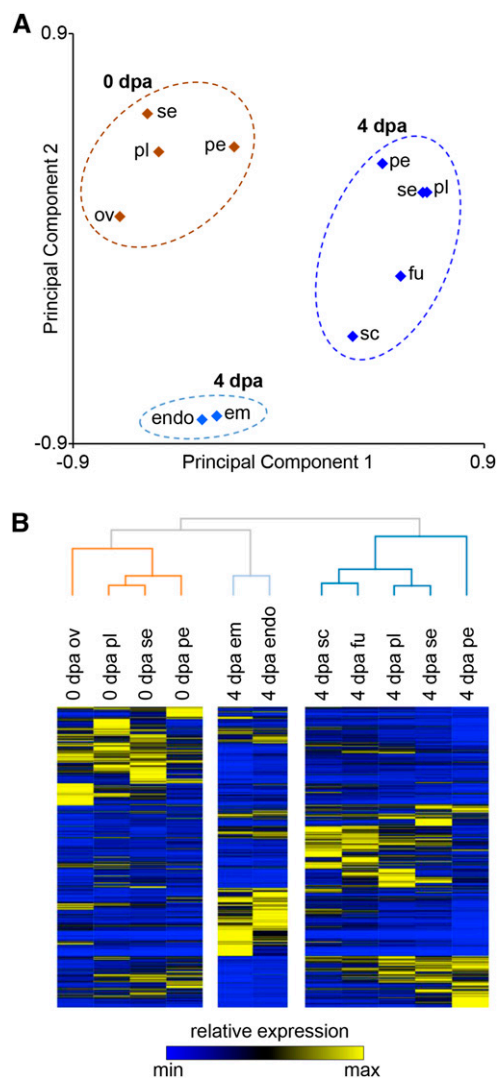 A
0.9
0 dpa
se
pl
pe
ov
4 dpa
pe
se
pl
fu
sc
4 dpa
endo
em
Principal Component 2
-0.9
-0.9
Principal Component 1
0.9
B
0 dpa ov
0 dpa pl
0 dpa se
0 dpa pe
4 dpa em
4 dpa endo
4 dpa sc
4 dpa fu
4 dpa pl
4 dpa se
4 dpa pe
relative expression
min
max